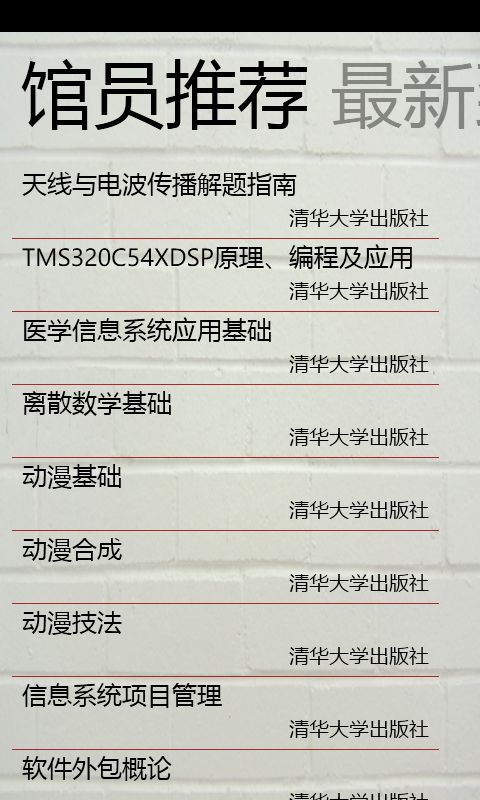 馆员推荐 最新
天线与电波传播解题指南
清华大学出版社
TMS320C54XDSP原理、编程及应用
清华大学出版社
医学信息系统应用基础
清华大学出版社
离散数学基础
清华大学出版社
动漫基础
清华大学出版社
动漫合成
清华大学出版社
动漫技法
清华大学出版社
信息系统项目管理
清华大学出版社
软件外包概论
清华大学出版社